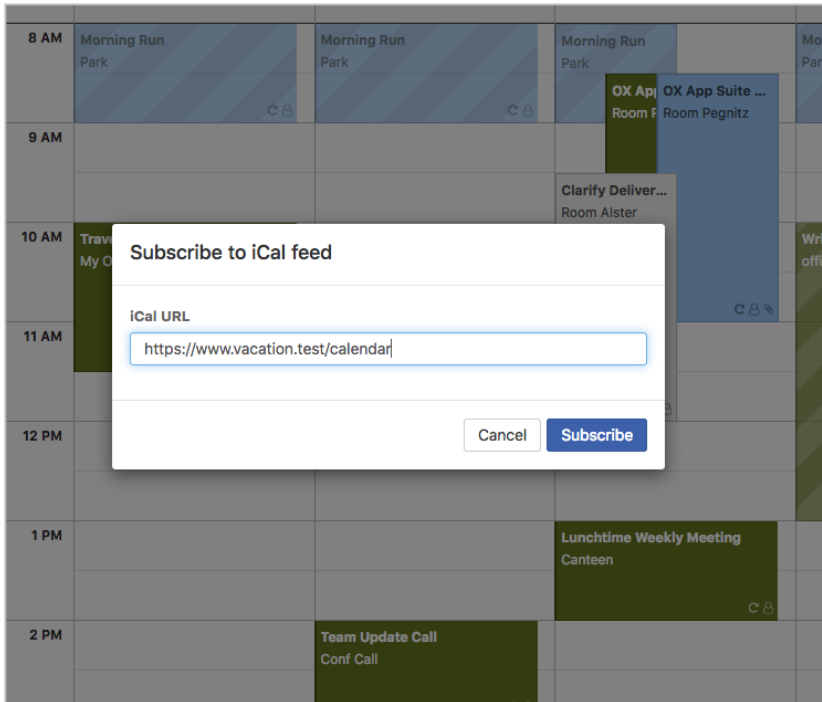 8 AM
Morning Run
Park
Morning Run
Park
Morning Run
Park
OX App Suite ...
Room Pegnitz
9 AM
Clarify Deliver...
Room Alster
10 AM
My
11 AM
12 PM
Subscribe to iCal feed
iCal URL
https://www.vacation.test/calendar
Cancel
Subscribe
1 PM
Lunchtime Weekly Meeting
Canteen
2 PM
Team Update Call
Conf Call